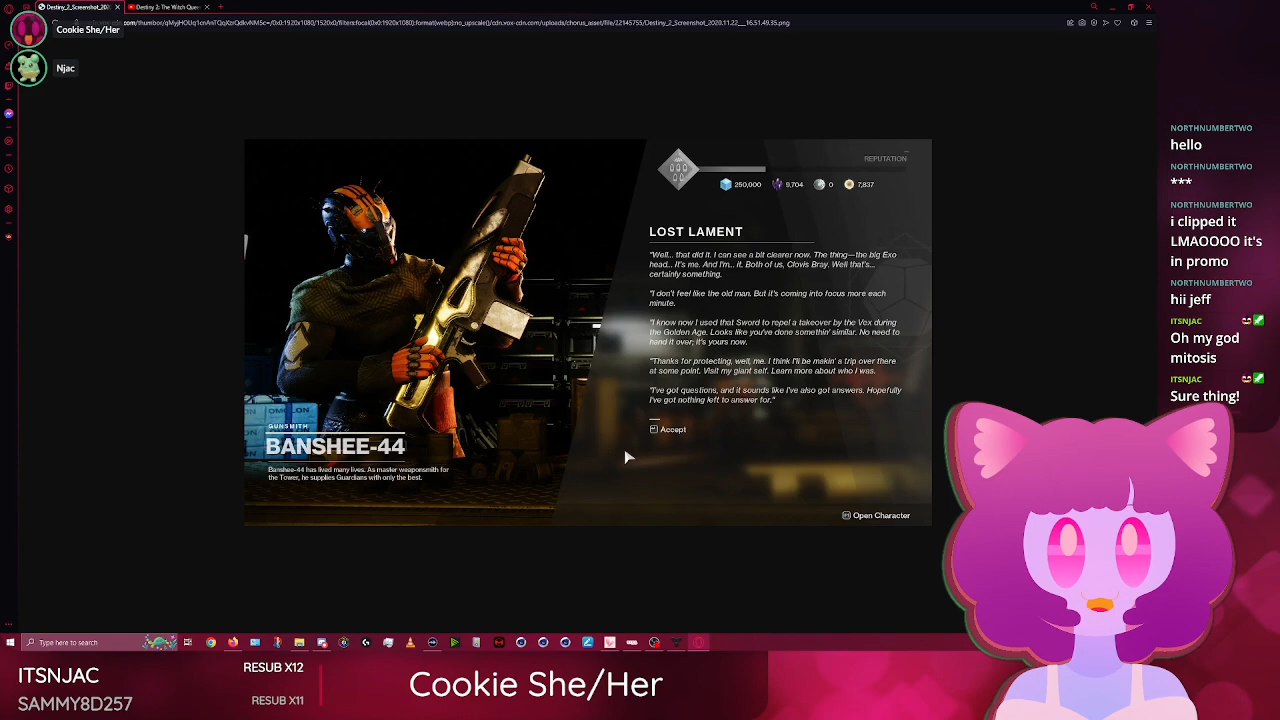 Destiny_2_Screenshot_202
Destiny 2: The Witch Quee
Cookie She/Her
Njac
REPUTATION
250,000
9,704
0
7,837
LOST LAMENT
"Well... that did it. I can see a bit clearer now. The thing—the big Exo
head... it's me. And I'm... it. Both of us, Clovis Bray. Well that's...
certainly something.
"I don't feel like the old man. But it's coming into focus more each
minute.
"I know now I used that Sword to repel a takeover by the Vex during
the Golden Age. Looks like you've done somethin' similar. No need to
hand it over; it's yours now.
"Thanks for protecting, well, me. I think I'll be makin' a trip over there
at some point. Visit my giant self. Learn more about who I was.
"I've got questions, and it sounds like I've also got answers. Hopefully
I've got nothing left to answer for."
Accept
GUNSMITH
BANSHEE-44
Banshee-44 has lived many lives. As master weaponsmith
for the Tower, he supplies Guardians with only the best.
Open Character
NORTHNUMBERTWO
hello
NORTHNUMBERTWO
***
NORTHNUMBERTWO
i clipped it
LMAOOOO it's
in promo
NORTHNUMBERTWO
hii jeff
ITSNJAC
Oh my god
mitosis
ITSNJAC
Sure thing!
Type here to search
ITSNJAC
RESUB X12
SAMMY8D257
RESUB X11
Cookie She/Her